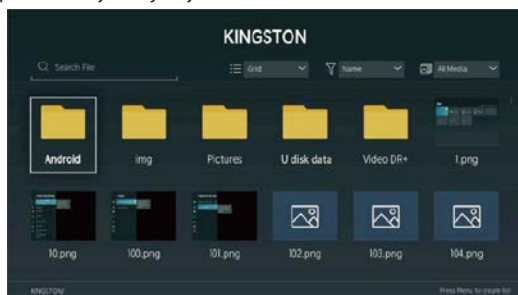 KINGSTON
Search File
Grid
Name
All Media
Android
img
Pictures
U disk data
Video DR+
1.png
10.png
100.png
101.png
102.png
103.png
104.png
KINGSTON/
Press Menu to create list